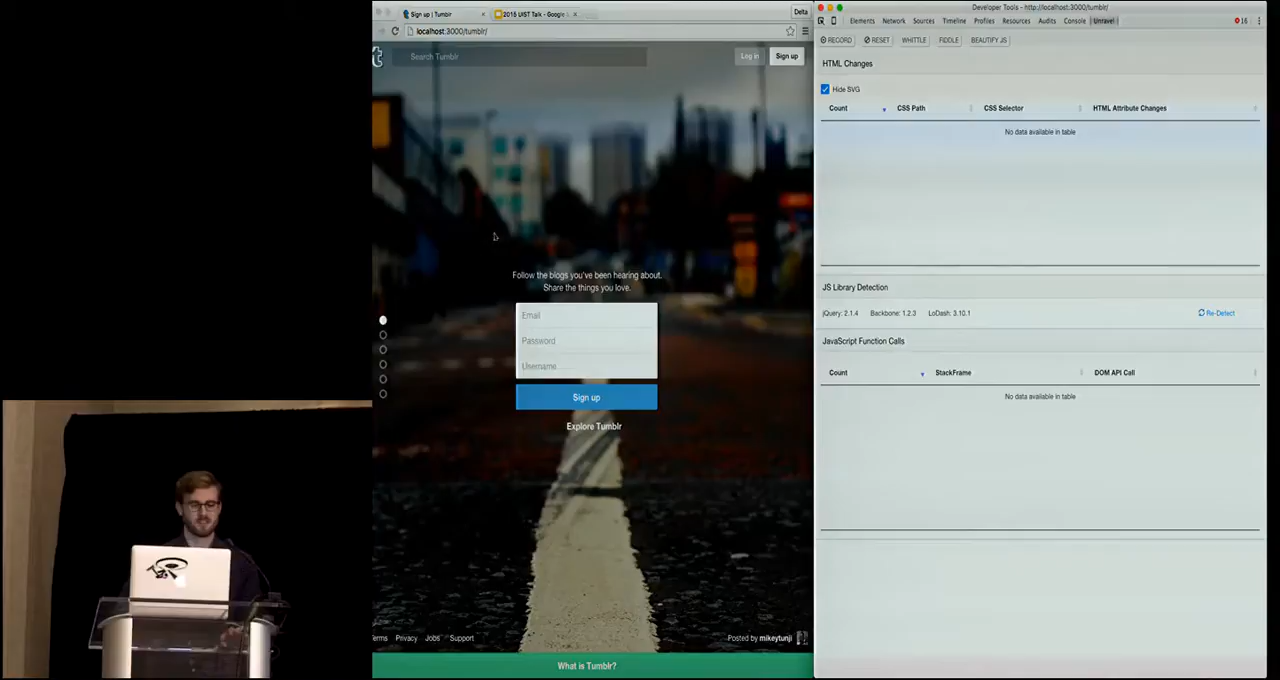 Sign up | Tumblr
2015 UIST Talk - Google
Delta
localhost:3000/tumblr/
t
Search Tumblr
Log in
Sign up
Follow the blogs you've been hearing about.
Share the things you love.
Email
Password
Username
Sign up
Explore Tumblr
Terms Privacy Jobs Support
Posted by mikeytunji
What is Tumblr?
Developer Tools - http://localhost:3000/tumblr/
Elements Network Sources Timeline Profiles Resources Audits Console Unravel
16
RECORD RESET WHITTLE FIDDLE BEAUTIFY JS
HTML Changes
Hide SVG
Count CSS Path CSS Selector HTML Attribute Changes
No data available in table
JS Library Detection
jQuery: 2.1.4 Backbone: 1.2.3 LoDash: 3.10.1
Re-Detect
JavaScript Function Calls
Count StackFrame DOM API Call
No data available in table